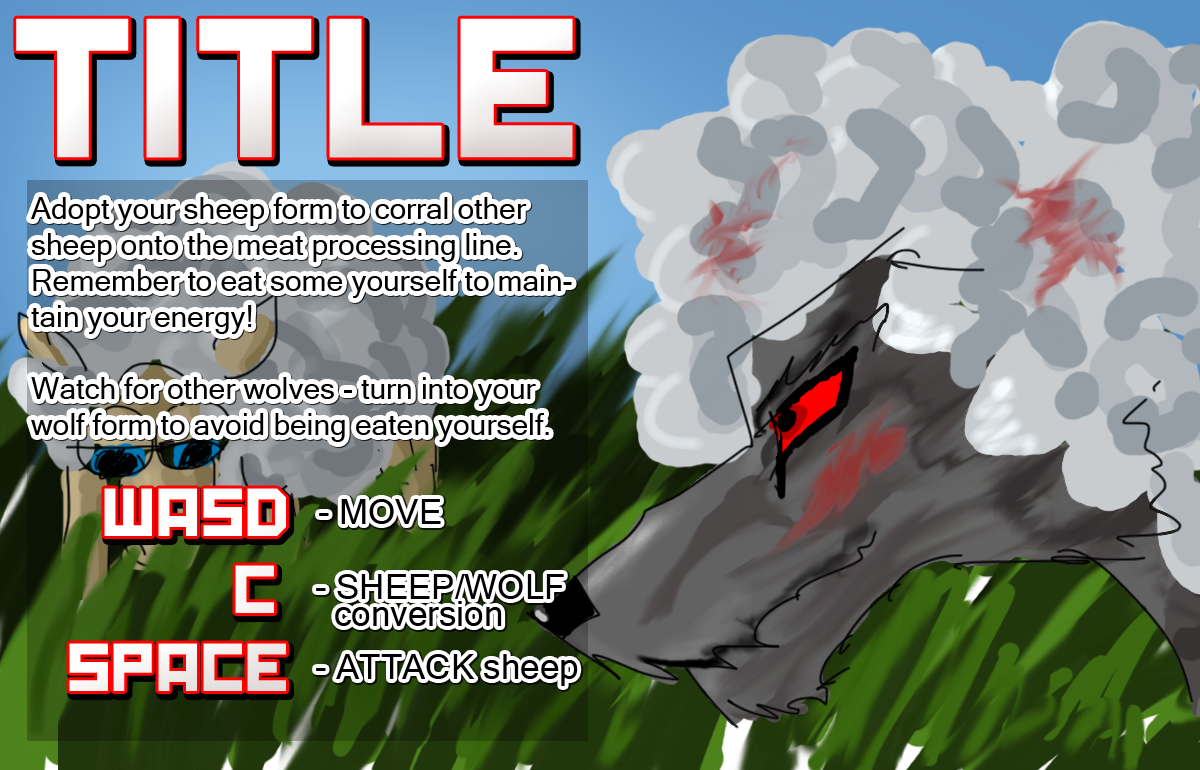 TITLE
Adopt your sheep form to corral other
sheep onto the meat processing line.
Remember to eat some yourself to main-
tain your energy!
Watch for other wolves - turn into your
wolf form to avoid being eaten yourself.
WASD - MOVE
C - SHEEP/WOLF
conversion
SPACE - ATTACK sheep